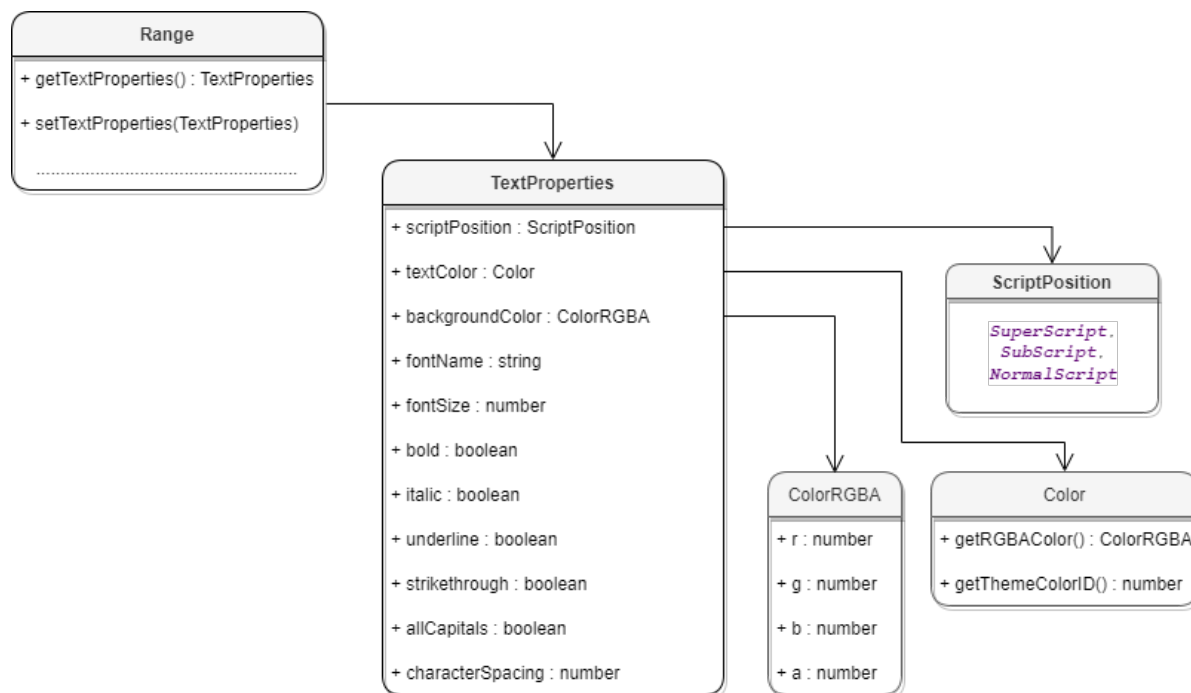 Range
+ getTextProperties() : TextProperties
+ setTextProperties(TextProperties)
......................................................
TextProperties
+ scriptPosition : ScriptPosition
+ textColor : Color
+ backgroundColor : ColorRGBA
+ fontName : string
+ fontSize : number
+ bold : boolean
+ italic : boolean
+ underline : boolean
+ strikethrough : boolean
+ allCapitals : boolean
+ characterSpacing : number
ScriptPosition
SuperScript,
SubScript,
NormalScript
ColorRGBA
+ r : number
+ g : number
+ b : number
+ a : number
Color
+ getRGBAColor() : ColorRGBA
+ getThemeColorID() : number